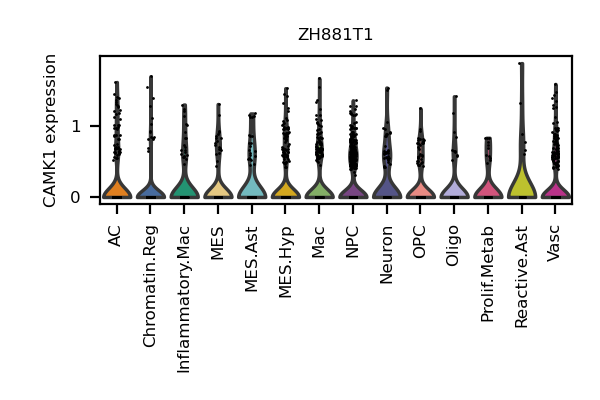 ZH881T1
CAMK1 expression
1
0
AC
Chromatin.Reg
Inflammatory.Mac
MES
MES.Ast
MES.Hyp
Mac
NPC
Neuron
OPC
Oligo
Prolif.Metab
Reactive.Ast
Vasc